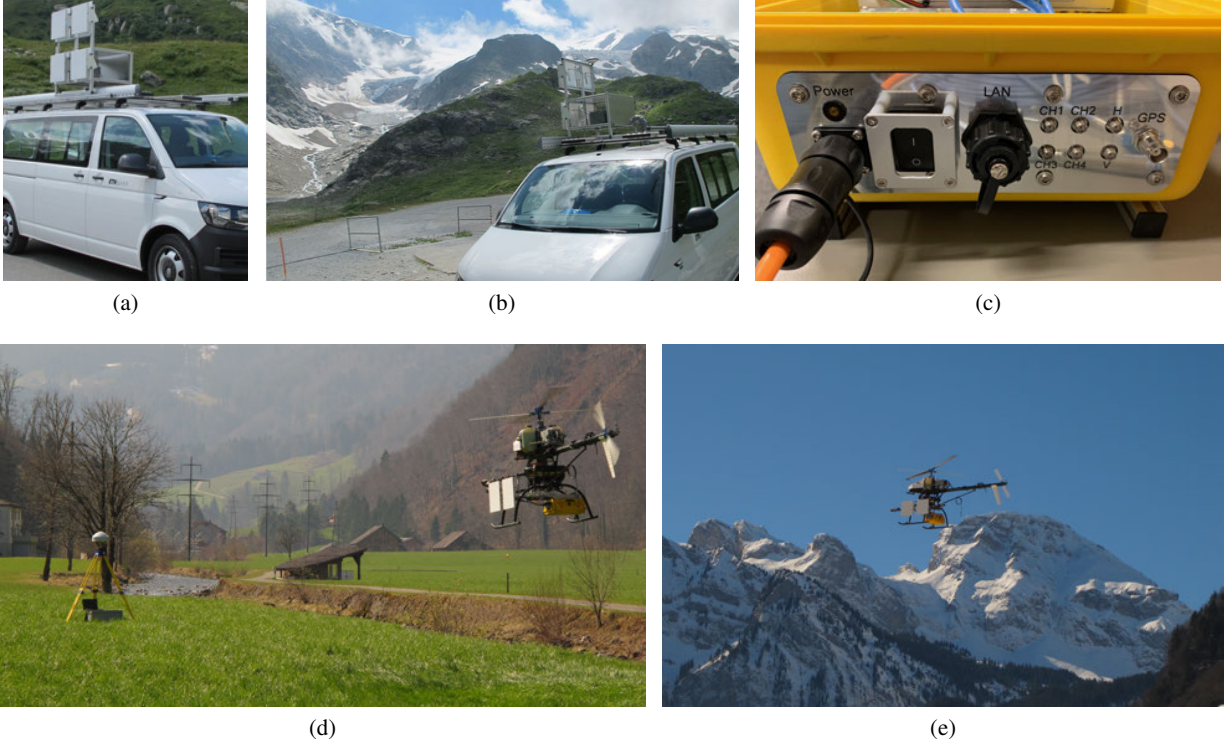 (a)
(b)
Power
LAN
CH1 CH2 H
GPS
CH3 CH4 V
I
O
(c)
(d)
(e)